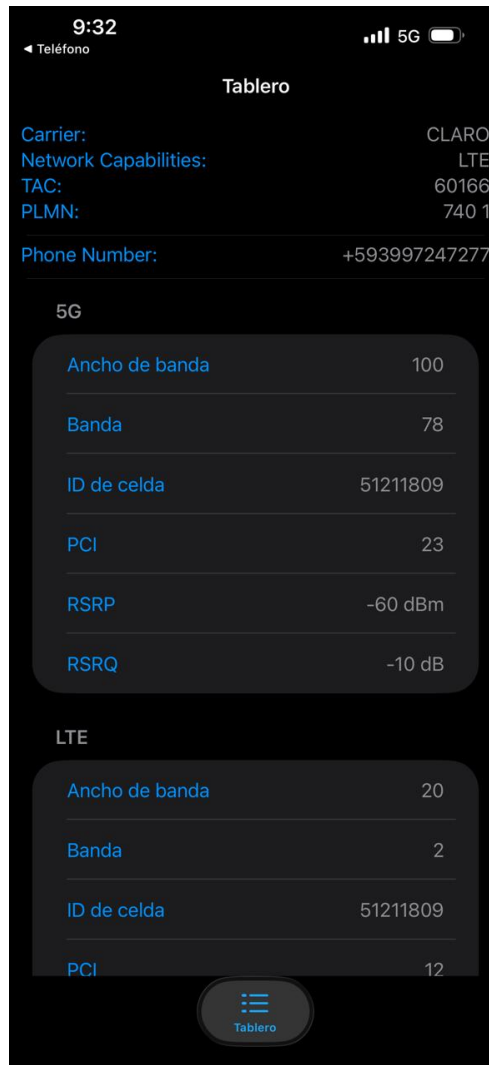 9:32
5G
◀ Teléfono
Tablero
Carrier: CLARO
Network Capabilities: LTE
TAC: 60166
PLMN: 740 1
Phone Number: +593997247277
5G
Ancho de banda 100
Banda 78
ID de celda 51211809
PCI 23
RSRP -60 dBm
RSRQ -10 dB
LTE
Ancho de banda 20
Banda 2
ID de celda 51211809
PCI 12
Tablero